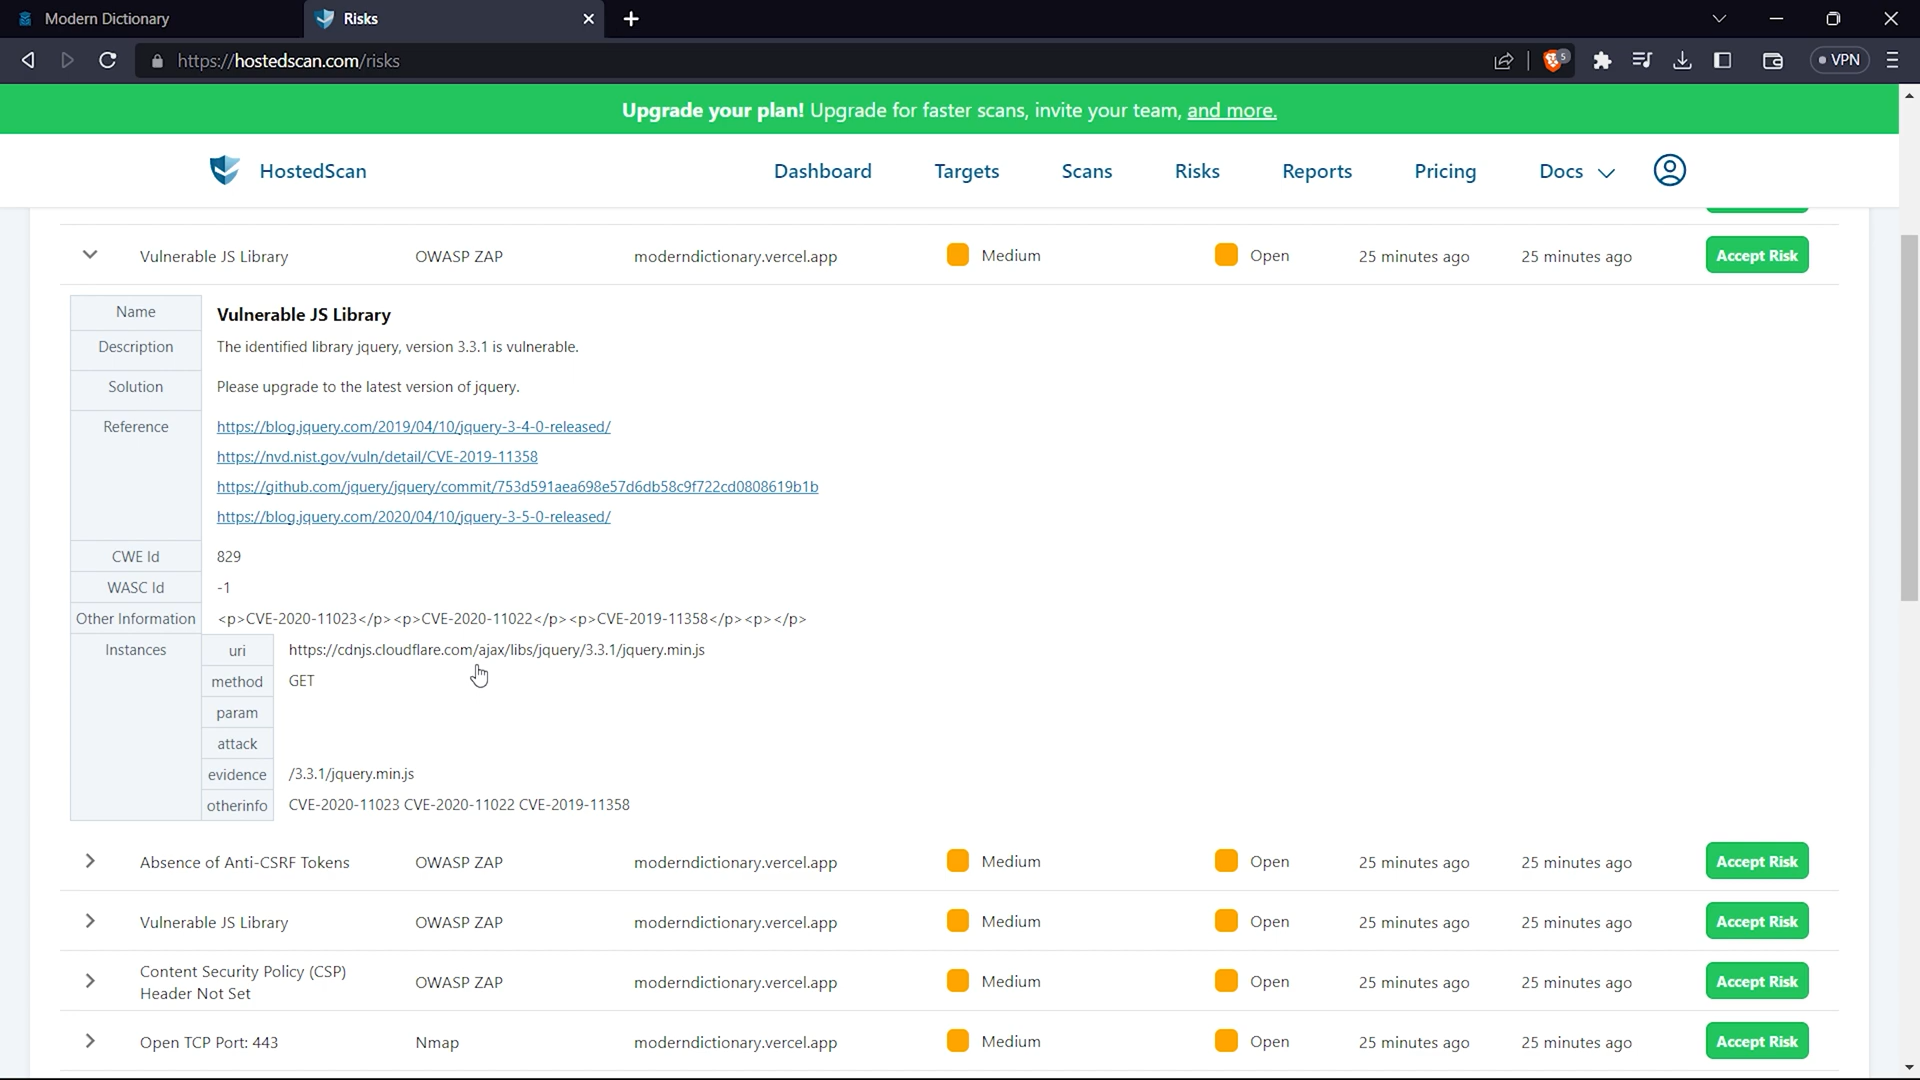 Modern Dictionary
Risks
https://hostedscan.com/risks
5
VPN
Upgrade your plan! Upgrade for faster scans, invite your team, and more.
HostedScan
Dashboard
Targets
Scans
Risks
Reports
Pricing
Docs
Vulnerable JS Library OWASP ZAP moderndictionary.vercel.app Medium Open 25 minutes ago 25 minutes ago Accept Risk
Name Vulnerable JS Library
Description The identified library jquery, version 3.3.1 is vulnerable.
Solution Please upgrade to the latest version of jquery.
Reference https://blog.jquery.com/2019/04/10/jquery-3-4-0-released/
https://nvd.nist.gov/vuln/detail/CVE-2019-11358
https://github.com/jquery/jquery/commit/753d591aea698e57d6db58c9f722cd0808619b1b
https://blog.jquery.com/2020/04/10/jquery-3-5-0-released/
CWE Id 829
WASC Id -1
Other Information <p>CVE-2020-11023</p><p>CVE-2020-11022</p><p>CVE-2019-11358</p><p></p>
Instances uri https://cdnjs.cloudflare.com/ajax/libs/jquery/3.3.1/jquery.min.js
method GET
param
attack
evidence /3.3.1/jquery.min.js
otherinfo CVE-2020-11023 CVE-2020-11022 CVE-2019-11358
Absence of Anti-CSRF Tokens OWASP ZAP moderndictionary.vercel.app Medium Open 25 minutes ago 25 minutes ago Accept Risk
Vulnerable JS Library OWASP ZAP moderndictionary.vercel.app Medium Open 25 minutes ago 25 minutes ago Accept Risk
Content Security Policy (CSP)
Header Not Set OWASP ZAP moderndictionary.vercel.app Medium Open 25 minutes ago 25 minutes ago Accept Risk
Open TCP Port: 443 Nmap moderndictionary.vercel.app Medium Open 25 minutes ago 25 minutes ago Accept Risk